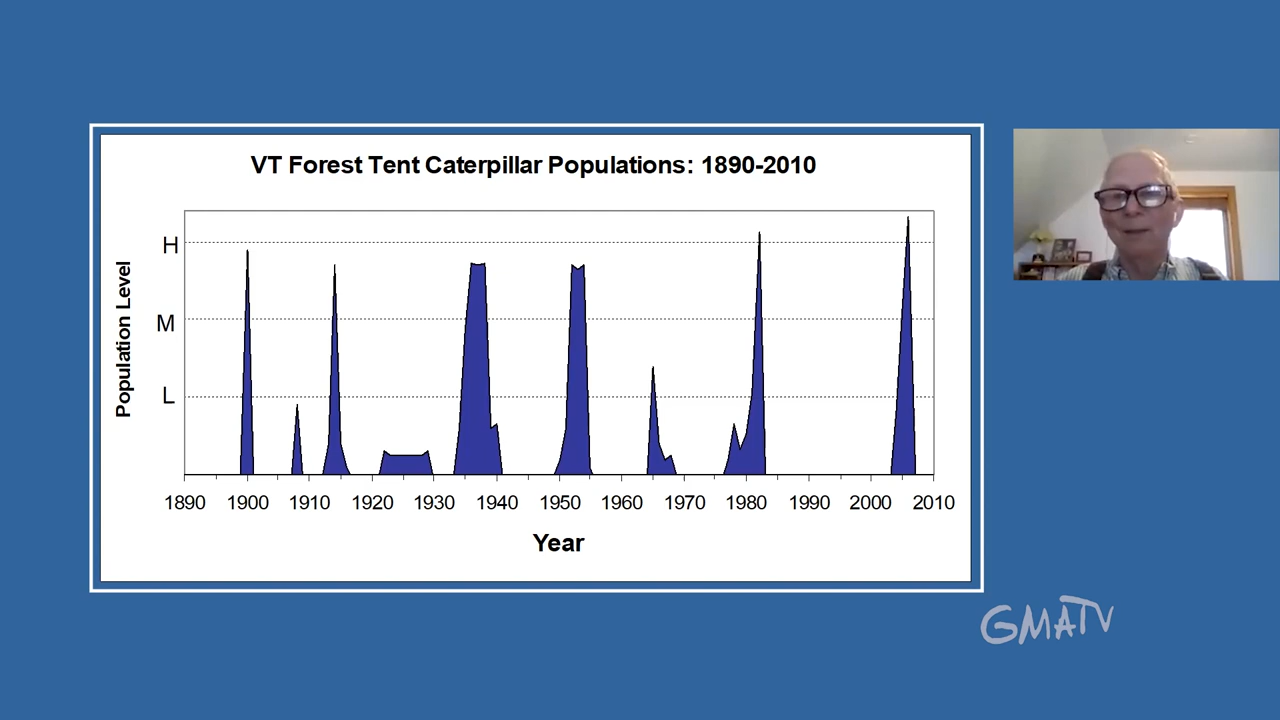 VT Forest Tent Caterpillar Populations: 1890-2010
H
M
L
Population Level
1890 1900 1910 1920 1930 1940 1950 1960 1970 1980 1990 2000 2010
Year
GMATV